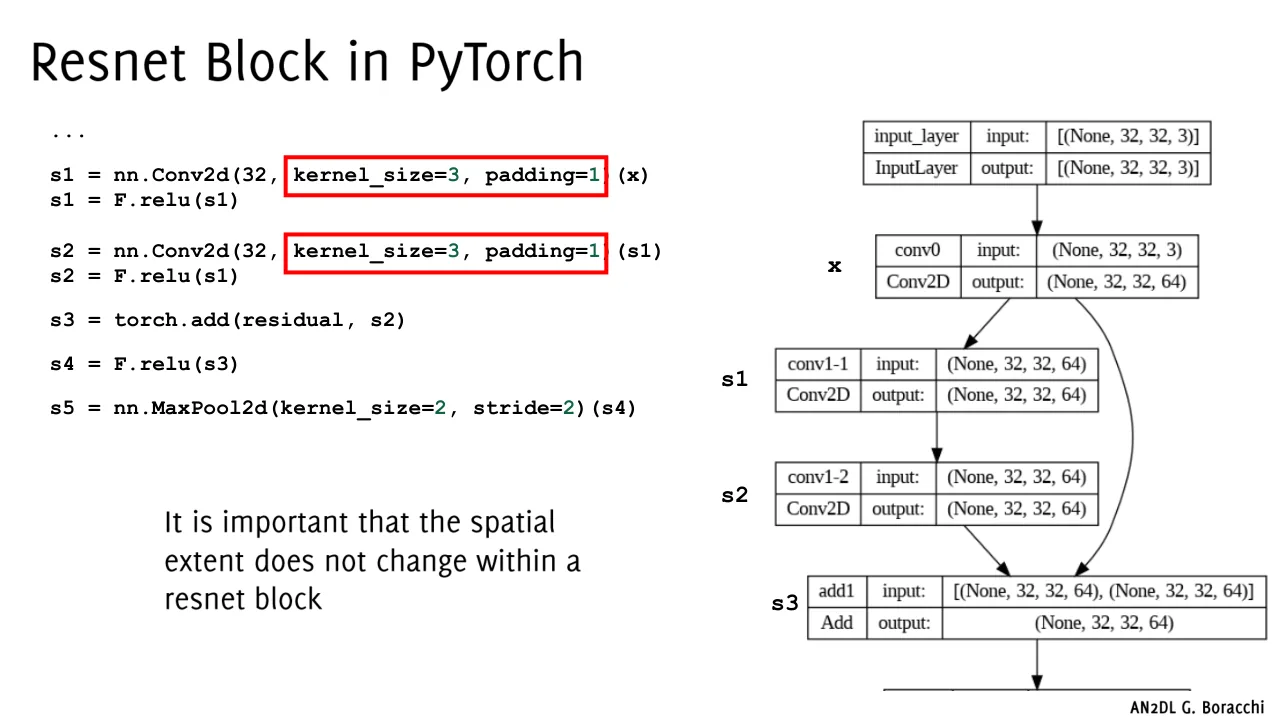 Resnet Block in PyTorch
...
s1 = nn.Conv2d(32, kernel_size=3, padding=1)(x)
s1 = F.relu(s1)
s2 = nn.Conv2d(32, kernel_size=3, padding=1)(s1)
s2 = F.relu(s1)
s3 = torch.add(residual, s2)
s4 = F.relu(s3)
s5 = nn.MaxPool2d(kernel_size=2, stride=2)(s4)
It is important that the spatial
extent does not change within a
resnet block
input_layer input: [(None, 32, 32, 3)]
InputLayer output: [(None, 32, 32, 3)]
x
conv0 input: (None, 32, 32, 3)
Conv2D output: (None, 32, 32, 64)
s1
conv1-1 input: (None, 32, 32, 64)
Conv2D output: (None, 32, 32, 64)
s2
conv1-2 input: (None, 32, 32, 64)
Conv2D output: (None, 32, 32, 64)
s3
add1 input: [(None, 32, 32, 64), (None, 32, 32, 64)]
Add output: (None, 32, 32, 64)
AN2DL G. Boracchi